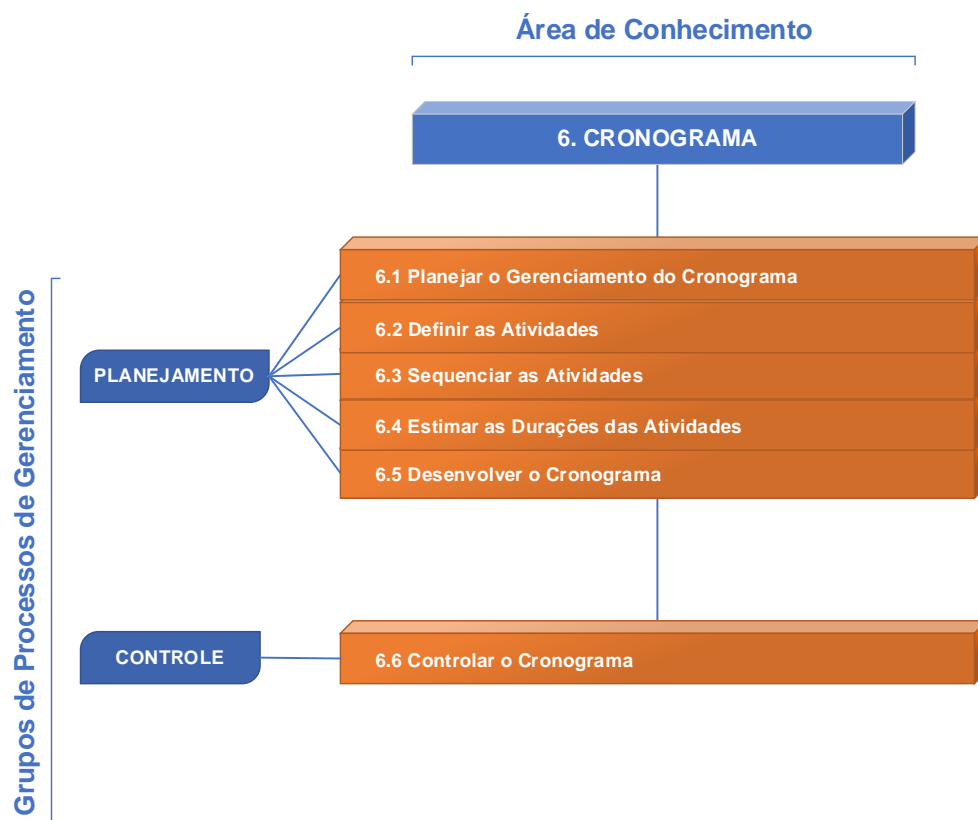 Área de Conhecimento
6. CRONOGRAMA
Grupos de Processos de Gerenciamento
PLANEJAMENTO
6.1 Planejar o Gerenciamento do Cronograma
6.2 Definir as Atividades
6.3 Sequenciar as Atividades
6.4 Estimar as Durações das Atividades
6.5 Desenvolver o Cronograma
CONTROLE
6.6 Controlar o Cronograma